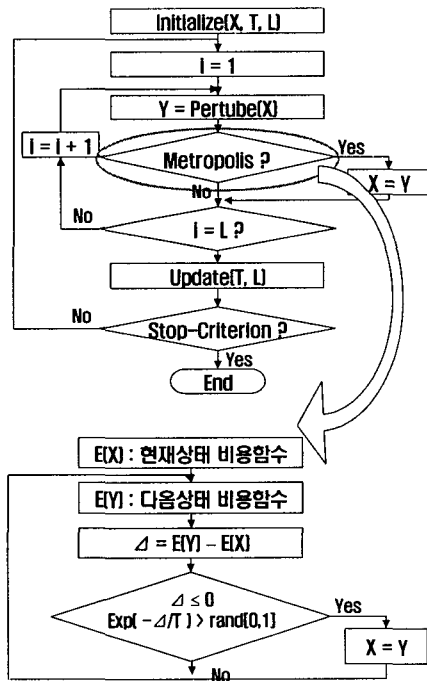 Initialize(X, T, L)
i = 1
Y = Pertube(X)
i = i + 1
Metropolis ?
Yes
X = Y
No
No
i = L ?
Update(T, L)
No
Stop-Criterion ?
Yes
End
E(X) : 현재상태 비용함수
E(Y) : 다음상태 비용함수
⊿ = E(Y) − E(X)
⊿ ≤ 0
Exp( −⊿/T ) > rand(0,1)
Yes
X = Y
No